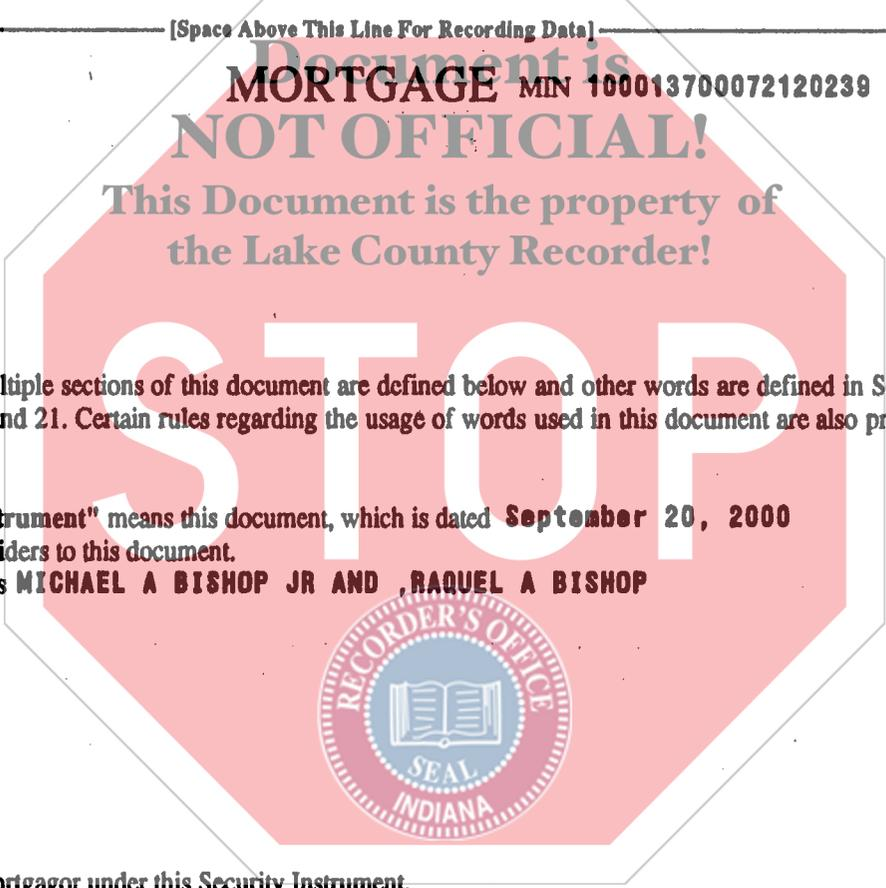 [Space Above This Line For Recording Data]
Document is
MORTGAGE MIN 100013700072120239
NOT OFFICIAL!
This Document is the property of
the Lake County Recorder!
STOP
ltiple sections of this document are defined below and other words are defined in S
nd 21. Certain rules regarding the usage of words used in this document are also pr
trument" means this document, which is dated September 20, 2000
iders to this document.
s MICHAEL A BISHOP JR AND ,RAQUEL A BISHOP
RECORDER'S OFFICE
SEAL
INDIANA
ortgagor under this Security Instrument.